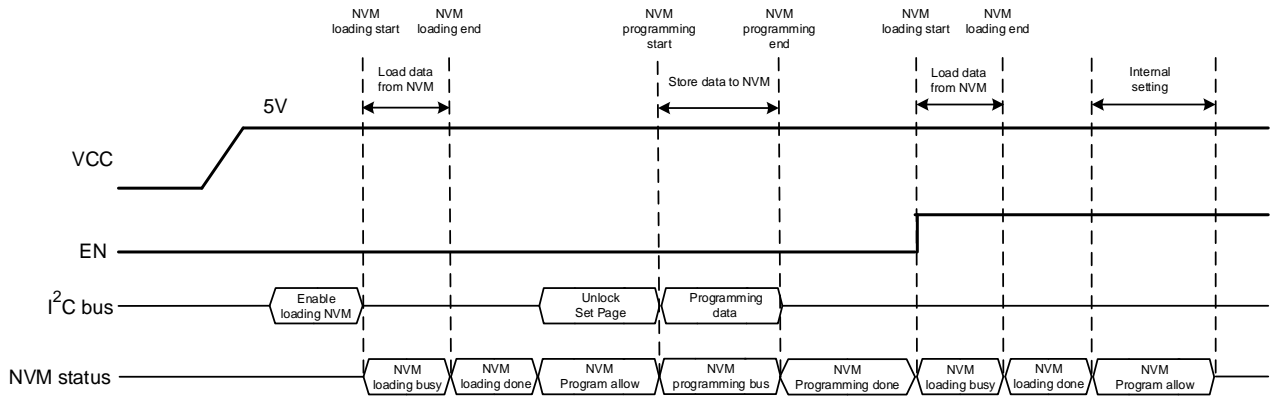 NVM
loading start
NVM
loading end
NVM
programming
start
NVM
programming
end
NVM
loading start
NVM
loading end
Load data
from NVM
Store data to NVM
Load data
from NVM
Internal
setting
5V
VCC
EN
I2C bus
Enable
loading NVM
Unlock
Set Page
Programming
data
NVM status
NVM
loading busy
NVM
loading done
NVM
Program allow
NVM
programming bus
NVM
Programming done
NVM
loading busy
NVM
loading done
NVM
Program allow